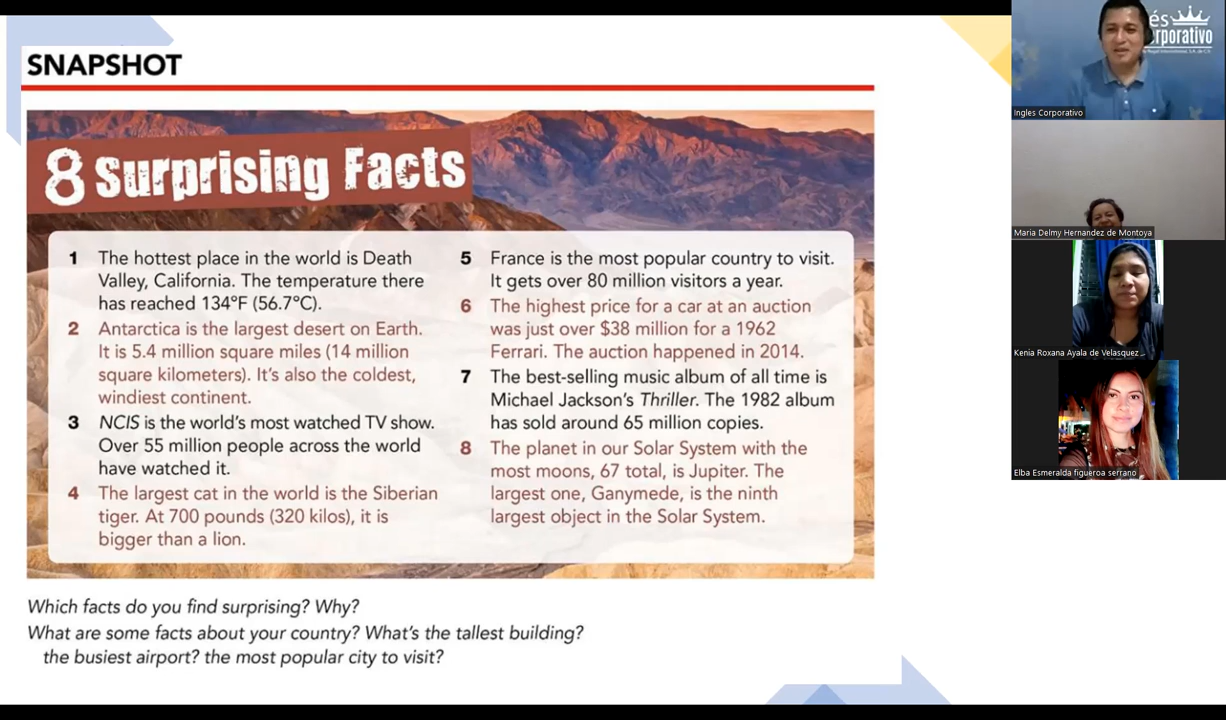 SNAPSHOT
8 Surprising Facts
1 The hottest place in the world is Death
Valley, California. The temperature there
has reached 134°F (56.7°C).
2 Antarctica is the largest desert on Earth.
It is 5.4 million square miles (14 million
square kilometers). It's also the coldest,
windiest continent.
3 NCIS is the world's most watched TV show.
Over 55 million people across the world
have watched it.
4 The largest cat in the world is the Siberian
tiger. At 700 pounds (320 kilos), it is
bigger than a lion.
5 France is the most popular country to visit.
It gets over 80 million visitors a year.
6 The highest price for a car at an auction
was just over $38 million for a 1962
Ferrari. The auction happened in 2014.
7 The best-selling music album of all time is
Michael Jackson's Thriller. The 1982 album
has sold around 65 million copies.
8 The planet in our Solar System with the
most moons, 67 total, is Jupiter. The
largest one, Ganymede, is the ninth
largest object in the Solar System.
Which facts do you find surprising? Why?
What are some facts about your country? What's the tallest building?
the busiest airport? the most popular city to visit?
és
rporativo
Ingles Corporativo
Maria Delmy Hernandez de Montoya
Kenia Roxana Ayala de Velasquez
Elba Esmeralda figueroa serrano